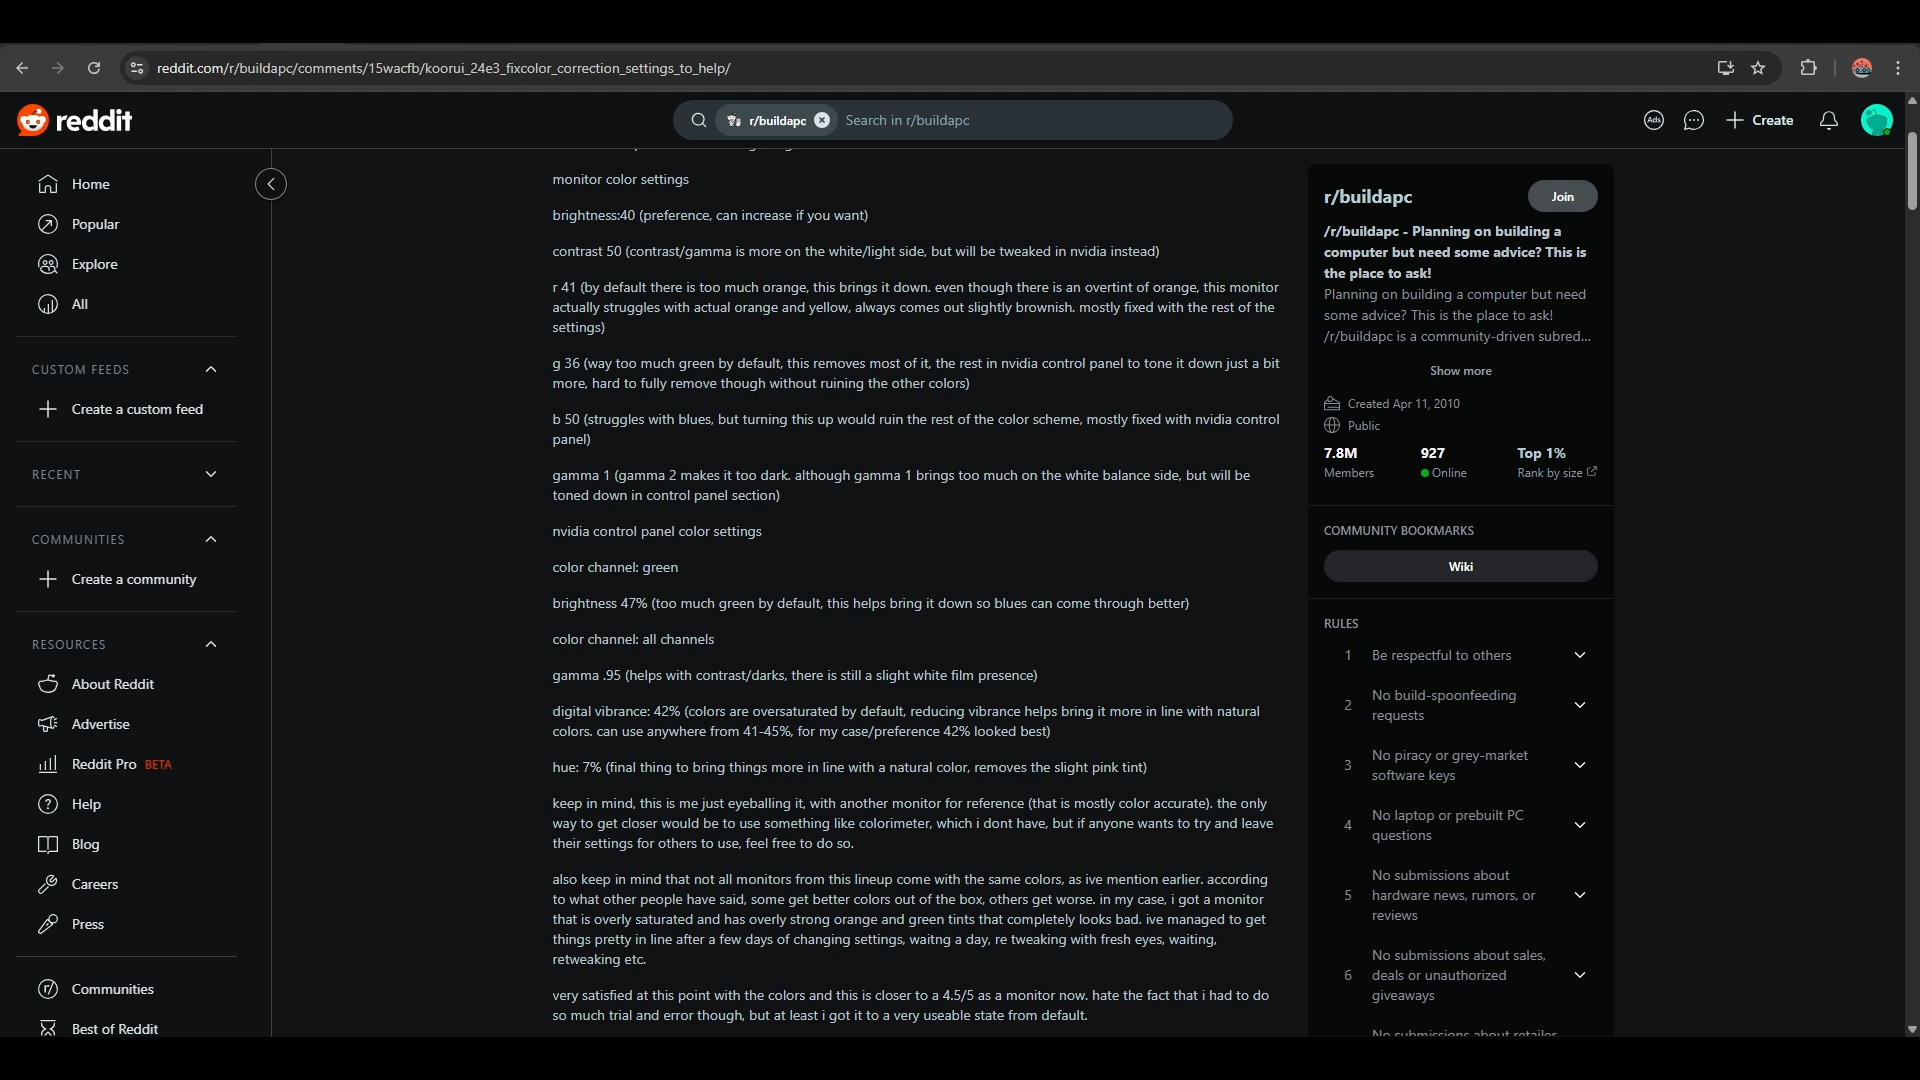 reddit.com/r/buildapc/comments/15wacfb/koorui_24e3_fixcolor_correction_settings_to_help/
reddit
r/buildapc
Search in r/buildapc
Ads
Create
Home
Popular
Explore
All
CUSTOM FEEDS
Create a custom feed
RECENT
COMMUNITIES
Create a community
RESOURCES
About Reddit
Advertise
Reddit Pro BETA
Help
Blog
Careers
Press
Communities
Best of Reddit
monitor color settings
brightness:40 (preference, can increase if you want)
contrast 50 (contrast/gamma is more on the white/light side, but will be tweaked in nvidia instead)
r 41 (by default there is too much orange, this brings it down. even though there is an overtint of orange, this monitor
actually struggles with actual orange and yellow, always comes out slightly brownish. mostly fixed with the rest of the
settings)
g 36 (way too much green by default, this removes most of it, the rest in nvidia control panel to tone it down just a bit
more, hard to fully remove though without ruining the other colors)
b 50 (struggles with blues, but turning this up would ruin the rest of the color scheme, mostly fixed with nvidia control
panel)
gamma 1 (gamma 2 makes it too dark. although gamma 1 brings too much on the white balance side, but will be
toned down in control panel section)
nvidia control panel color settings
color channel: green
brightness 47% (too much green by default, this helps bring it down so blues can come through better)
color channel: all channels
gamma .95 (helps with contrast/darks, there is still a slight white film presence)
digital vibrance: 42% (colors are oversaturated by default, reducing vibrance helps bring it more in line with natural
colors. can use anywhere from 41-45%, for my case/preference 42% looked best)
hue: 7% (final thing to bring things more in line with a natural color, removes the slight pink tint)
keep in mind, this is me just eyeballing it, with another monitor for reference (that is mostly color accurate). the only
way to get closer would be to use something like colorimeter, which i dont have, but if anyone wants to try and leave
their settings for others to use, feel free to do so.
also keep in mind that not all monitors from this lineup come with the same colors, as ive mention earlier. according
to what other people have said, some get better colors out of the box, others get worse. in my case, i got a monitor
that is overly saturated and has overly strong orange and green tints that completely looks bad. ive managed to get
things pretty in line after a few days of changing settings, waitng a day, re tweaking with fresh eyes, waiting,
retweaking etc.
very satisfied at this point with the colors and this is closer to a 4.5/5 as a monitor now. hate the fact that i had to do
so much trial and error though, but at least i got it to a very useable state from default.
r/buildapc
Join
/r/buildapc - Planning on building a
computer but need some advice? This is
the place to ask!
Planning on building a computer but need
some advice? This is the place to ask!
/r/buildapc is a community-driven subred...
Show more
Created Apr 11, 2010
Public
7.8M 927 Top 1%
Members Online Rank by size
COMMUNITY BOOKMARKS
Wiki
RULES
1 Be respectful to others
2 No build-spoonfeeding
requests
3 No piracy or grey-market
software keys
4 No laptop or prebuilt PC
questions
5 No submissions about
hardware news, rumors, or
reviews
6 No submissions about sales,
deals or unauthorized
giveaways
No submissions about retailer